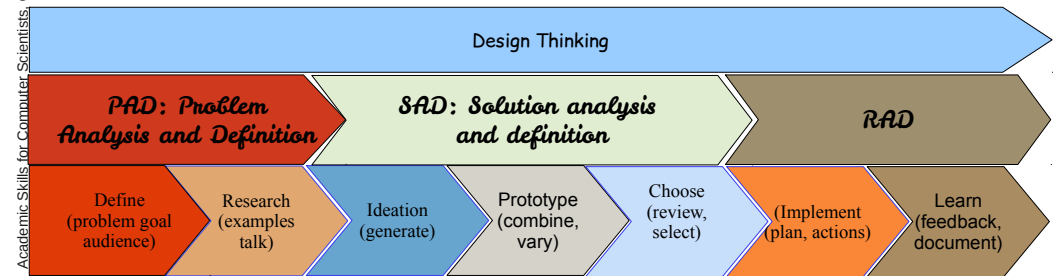 Academic Skills for Computer Scientists,
Design Thinking
PAD: Problem
Analysis and Definition
SAD: Solution analysis
and definition
RAD
Define
(problem goal
audience)
Research
(examples
talk)
Ideation
(generate)
Prototype
(combine,
vary)
Choose
(review,
select)
(Implement
(plan, actions)
Learn
(feedback,
document)